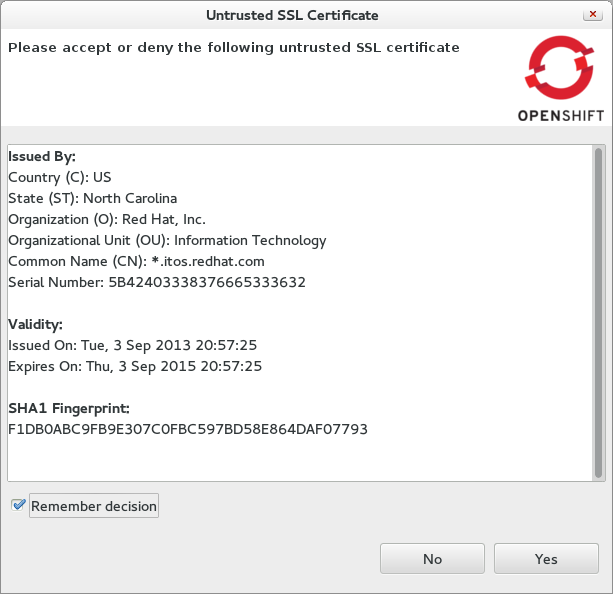 Untrusted SSL Certificate
Please accept or deny the following untrusted SSL certificate
OPENSHIFT
Issued By:
Country (C): US
State (ST): North Carolina
Organization (O): Red Hat, Inc.
Organizational Unit (OU): Information Technology
Common Name (CN): *.itos.redhat.com
Serial Number: 5B42403338376665333632
Validity:
Issued On: Tue, 3 Sep 2013 20:57:25
Expires On: Thu, 3 Sep 2015 20:57:25
SHA1 Fingerprint:
F1DB0ABC9FB9E307C0FBC597BD58E864DAF07793
Remember decision
No
Yes